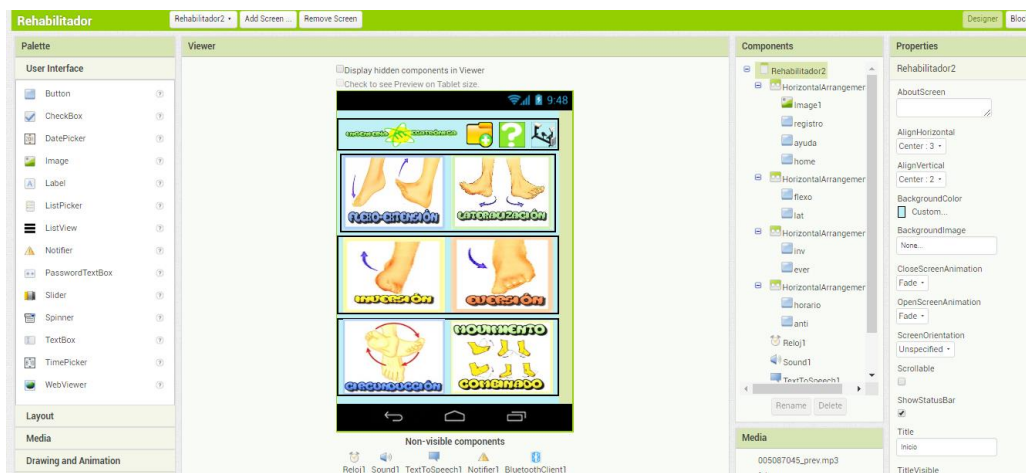 Rehabilitador
Rehabilitador2
Add Screen ...
Remove Screen
Designer
Palette
User Interface
Button
CheckBox
DatePicker
Image
Label
ListPicker
ListView
Notifier
PasswordTextBox
Slider
Spinner
TextBox
TimePicker
WebViewer
Layout
Media
Drawing and Animation
Viewer
Display hidden components in Viewer
Check to see Preview on Tablet size.
9:48
FLEXO-EXTENSIÓN
LATERALIZACIÓN
INVERSIÓN
EVERSIÓN
CIRCUNDUCCIÓN
MOVIMIENTO
COMBINADO
Non-visible components
Reloj1 Sound1 TextToSpeech1 Notifier1 BluetoothClient1
Components
Rehabilitador2
HorizontalArrangemer
Image1
registro
ayuda
home
HorizontalArrangemer
flexo
lat
HorizontalArrangemer
inv
ever
HorizontalArrangemer
horario
anti
Reloj1
Sound1
TextToSpeech1
Rename
Delete
Media
005087045_prev.mp3
Properties
Rehabilitador2
AboutScreen
AlignHorizontal
Center : 3
AlignVertical
Center : 2
BackgroundColor
Custom...
BackgroundImage
None...
CloseScreenAnimation
Fade
OpenScreenAnimation
Fade
ScreenOrientation
Unspecified
Scrollable
ShowStatusBar
Title
Inicio
TitleVisible